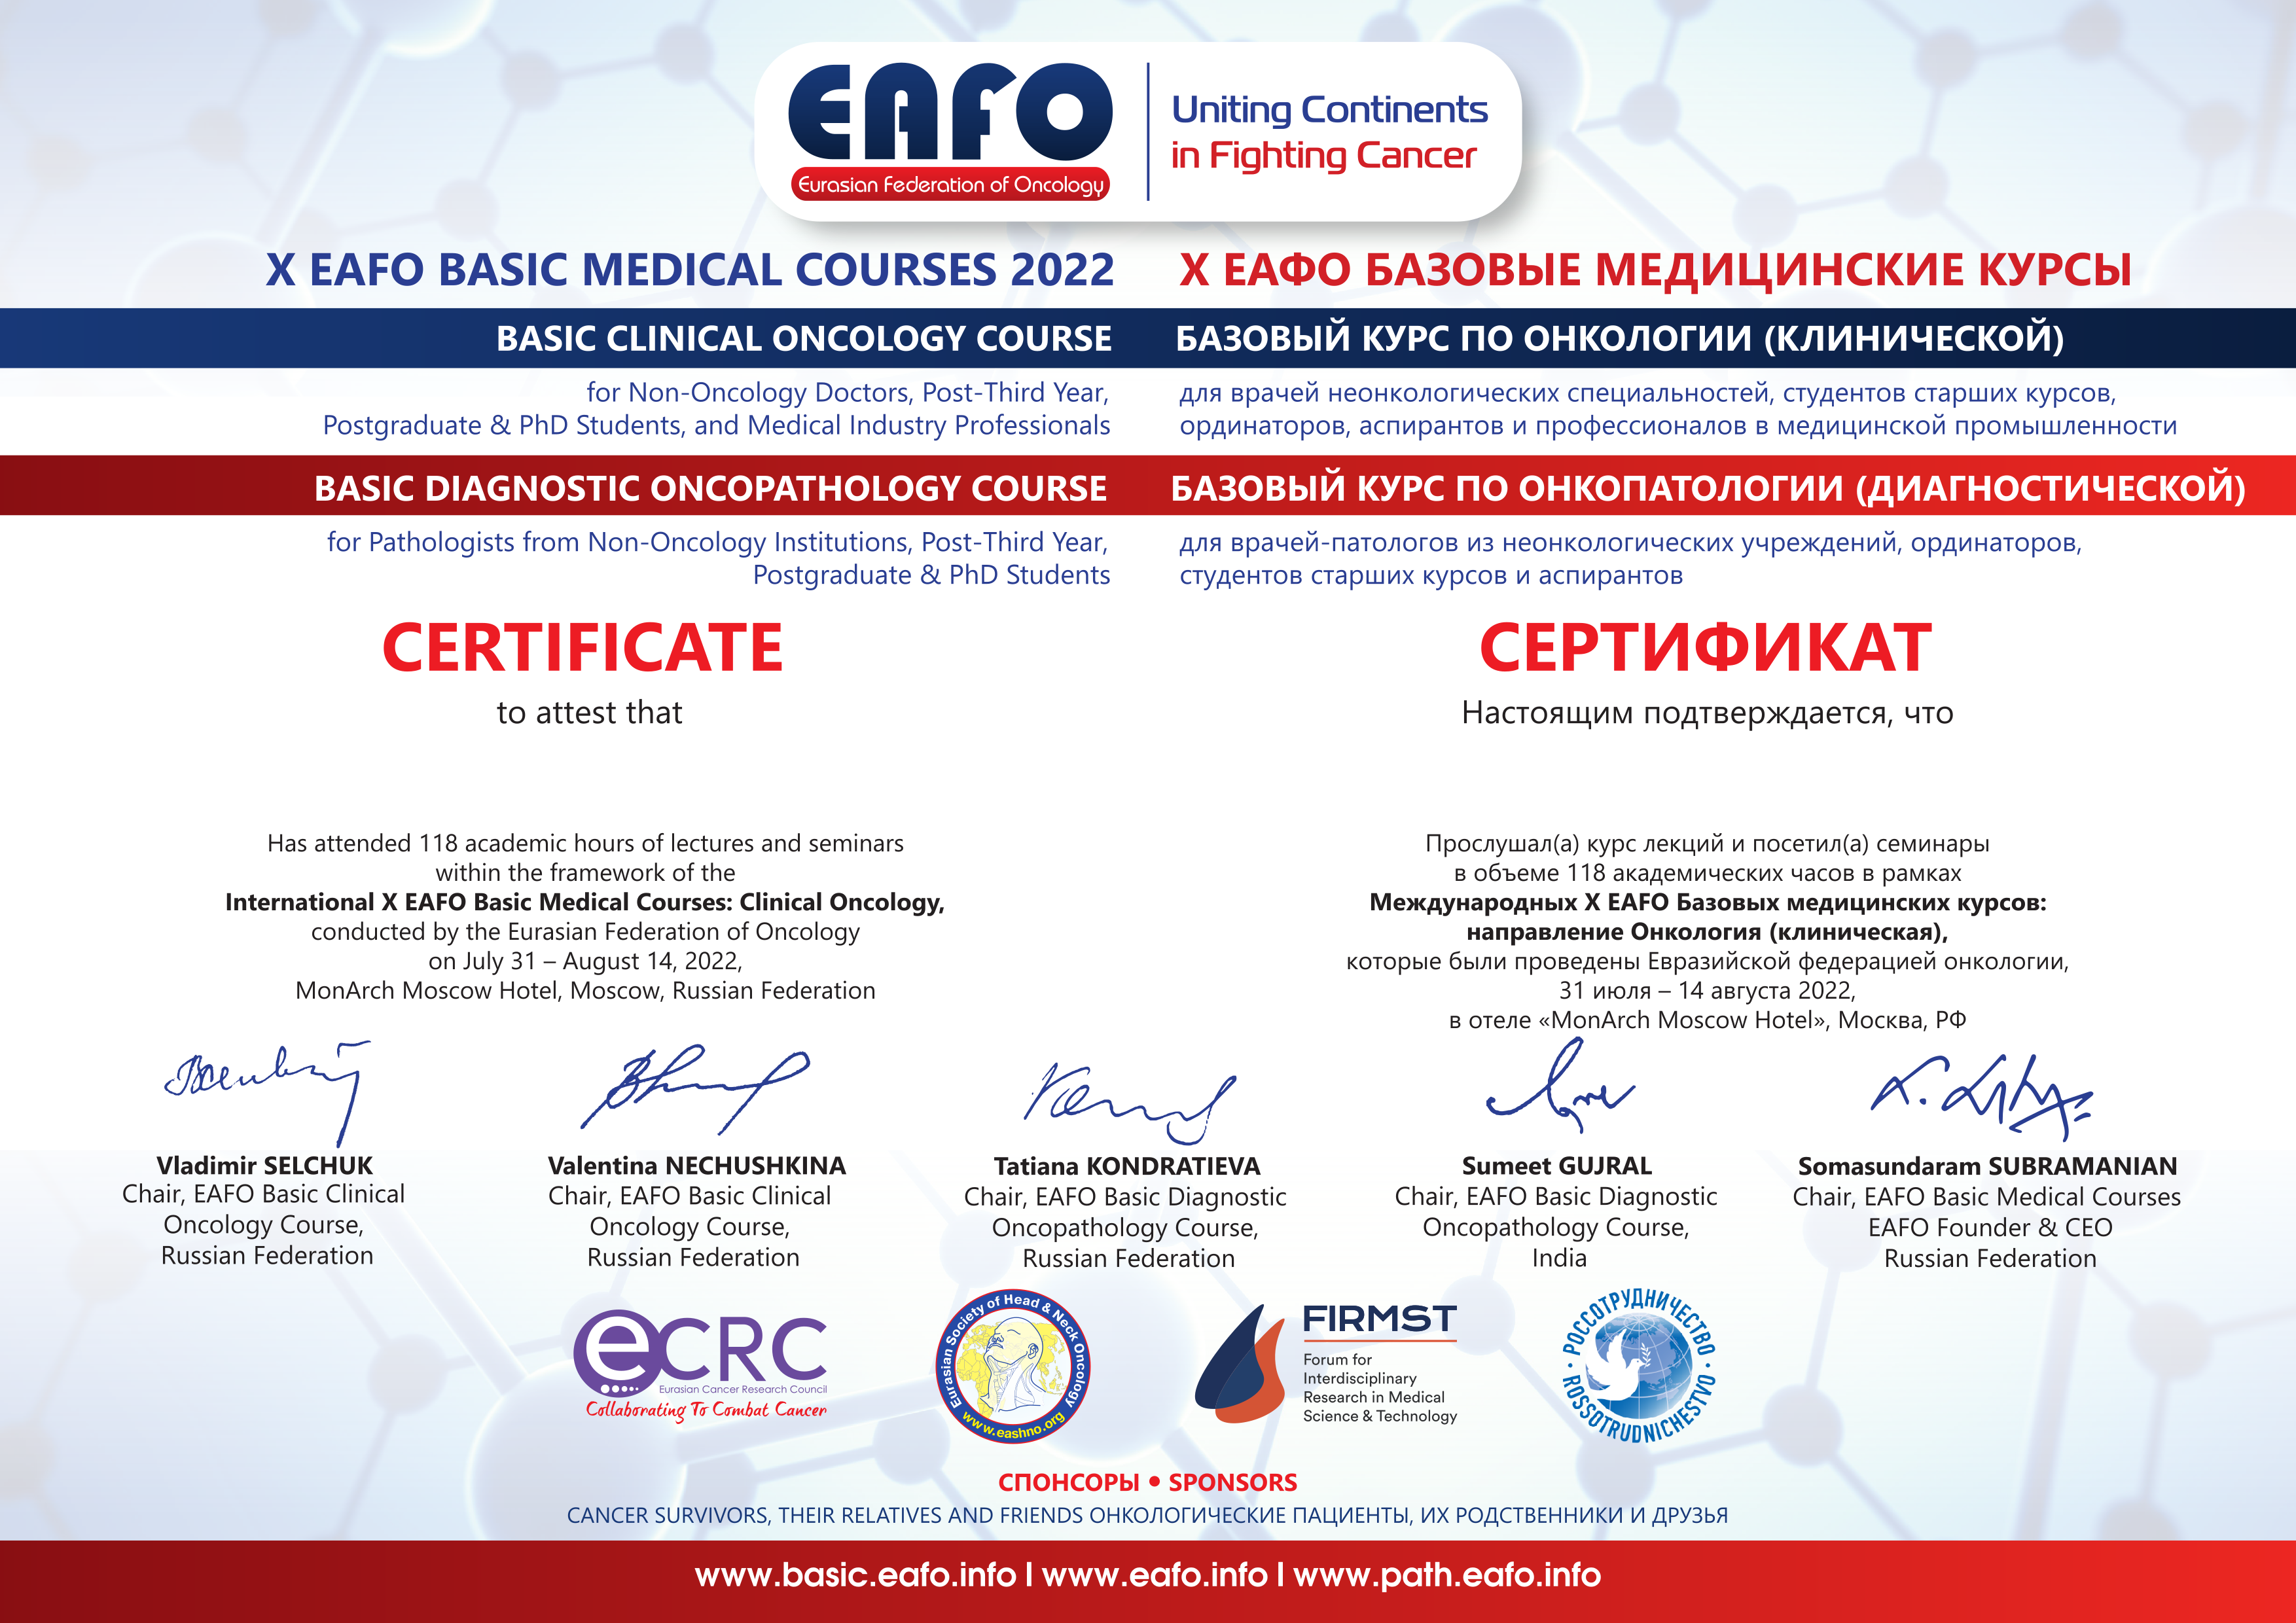 EAFO
Eurasian Federation of Oncology
Uniting Continents
in Fighting Cancer
X EAFO BASIC MEDICAL COURSES 2022
X ЕАФО БАЗОВЫЕ МЕДИЦИНСКИЕ КУРСЫ
BASIC CLINICAL ONCOLOGY COURSE
БАЗОВЫЙ КУРС ПО ОНКОЛОГИИ (КЛИНИЧЕСКОЙ)
for Non-Oncology Doctors, Post-Third Year,
Postgraduate & PhD Students, and Medical Industry Professionals
для врачей неонкологических специальностей, студентов старших курсов,
ординаторов, аспирантов и профессионалов в медицинской промышленности
BASIC DIAGNOSTIC ONCOPATHOLOGY COURSE
БАЗОВЫЙ КУРС ПО ОНКОПАТОЛОГИИ (ДИАГНОСТИЧЕСКОЙ)
for Pathologists from Non-Oncology Institutions, Post-Third Year,
Postgraduate & PhD Students
для врачей-патологов из неонкологических учреждений, ординаторов,
студентов старших курсов и аспирантов
CERTIFICATE
to attest that
Has attended 118 academic hours of lectures and seminars
within the framework of the
International X EAFO Basic Medical Courses: Clinical Oncology,
conducted by the Eurasian Federation of Oncology
on July 31 – August 14, 2022,
MonArch Moscow Hotel, Moscow, Russian Federation
СЕРТИФИКАТ
Настоящим подтверждается, что
Прослушал(а) курс лекций и посетил(а) семинары
в объеме 118 академических часов в рамках
Международных X EAFO Базовых медицинских курсов:
направление Онкология (клиническая),
которые были проведены Евразийской федерацией онкологии,
31 июля – 14 августа 2022,
в отеле «MonArch Moscow Hotel», Москва, РФ
Vladimir SELCHUK
Chair, EAFO Basic Clinical
Oncology Course,
Russian Federation
Valentina NECHUSHKINA
Chair, EAFO Basic Clinical
Oncology Course,
Russian Federation
Tatiana KONDRATIEVA
Chair, EAFO Basic Diagnostic
Oncopathology Course,
Russian Federation
Sumeet GUJRAL
Chair, EAFO Basic Diagnostic
Oncopathology Course,
India
Somasundaram SUBRAMANIAN
Chair, EAFO Basic Medical Courses
EAFO Founder & CEO
Russian Federation
eCRC
Eurasian Cancer Research Council
Collaborating To Combat Cancer
Eurasian Society of Head & Neck Oncology
www.eashno.org
FIRMST
Forum for
Interdisciplinary
Research in Medical
Science & Technology
РОССОТРУДНИЧЕСТВО
ROSSOTRUDNICHESTVO
СПОНСОРЫ • SPONSORS
CANCER SURVIVORS, THEIR RELATIVES AND FRIENDS ОНКОЛОГИЧЕСКИЕ ПАЦИЕНТЫ, ИХ РОДСТВЕННИКИ И ДРУЗЬЯ
www.basic.eafo.info | www.eafo.info | www.path.eafo.info